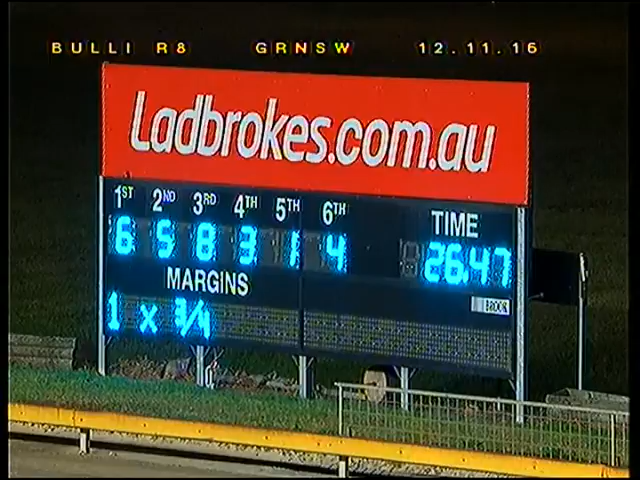 BULLI R8 GRNSW 12.11.16
Ladbrokes.com.au
1ST 2ND 3RD 4TH 5TH 6TH TIME
6 5 8 3 1 4 26.47
MARGINS
1 x 3/4